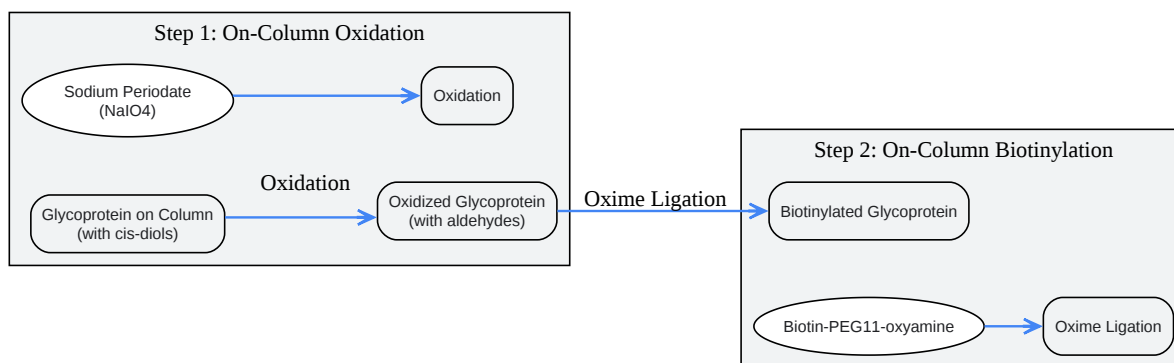 Step 1: On-Column Oxidation
Sodium Periodate
(NaIO4)
Oxidation
Oxidation
Glycoprotein on Column
(with cis-diols)
Oxidized Glycoprotein
(with aldehydes)
Oxime Ligation
Step 2: On-Column Biotinylation
Biotinylated Glycoprotein
Biotin-PEG11-oxyamine
Oxime Ligation